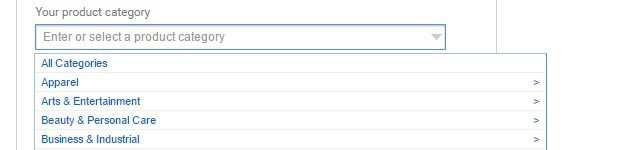 Your product category
Enter or select a product category
All Categories
Apparel >
Arts & Entertainment >
Beauty & Personal Care >
Business & Industrial >